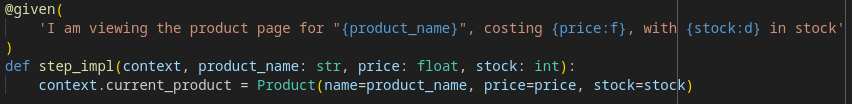 @given(
    'I am viewing the product page for "{product_name}", costing {price:f}, with {stock:d} in stock'
)
def step_impl(context, product_name: str, price: float, stock: int):
    context.current_product = Product(name=product_name, price=price, stock=stock)